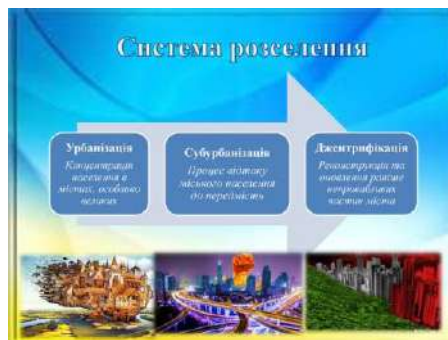 Система розселення
Урбанізація
Концентрація
населення в
містах, особливо
великих
Субурбанізація
Процес відтоку
міського населення
до передмість
Джентрифікація
Реконструкція та
оновлення раніше
непривабливих
частин міста